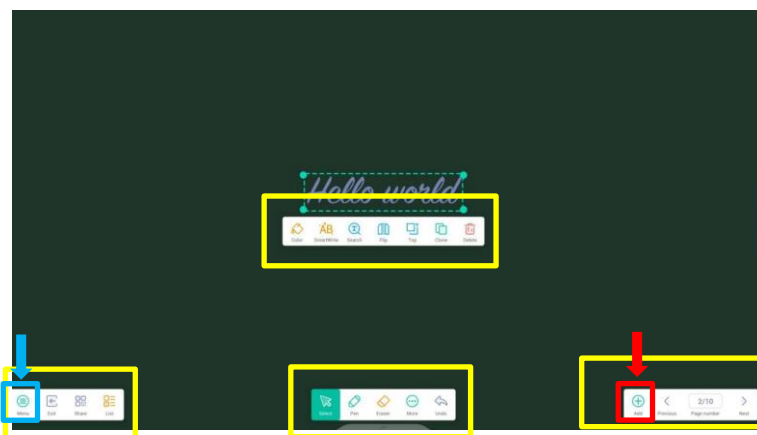 Hello world
Color SmartWrite Search Flip Top Clone Delete
Menu Exit Share List
Select Pen Eraser More Undo
Add Previous 2/10 Page number Next